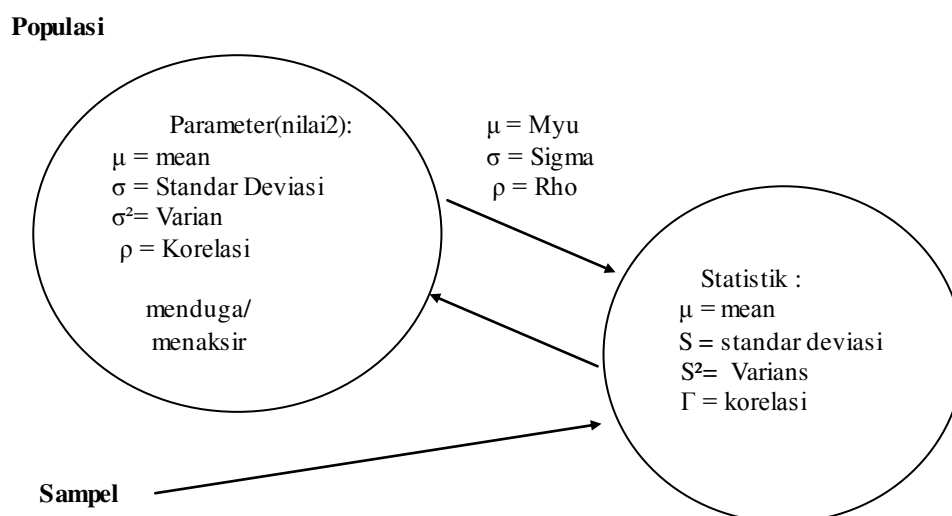 Populasi
Parameter(nilai2):
μ = mean
σ = Standar Deviasi
σ²= Varian
ρ = Korelasi
menduga/
menaksir
μ = Myu
σ = Sigma
ρ = Rho
Statistik :
μ = mean
S = standar deviasi
S²= Varians
Γ = korelasi
Sampel